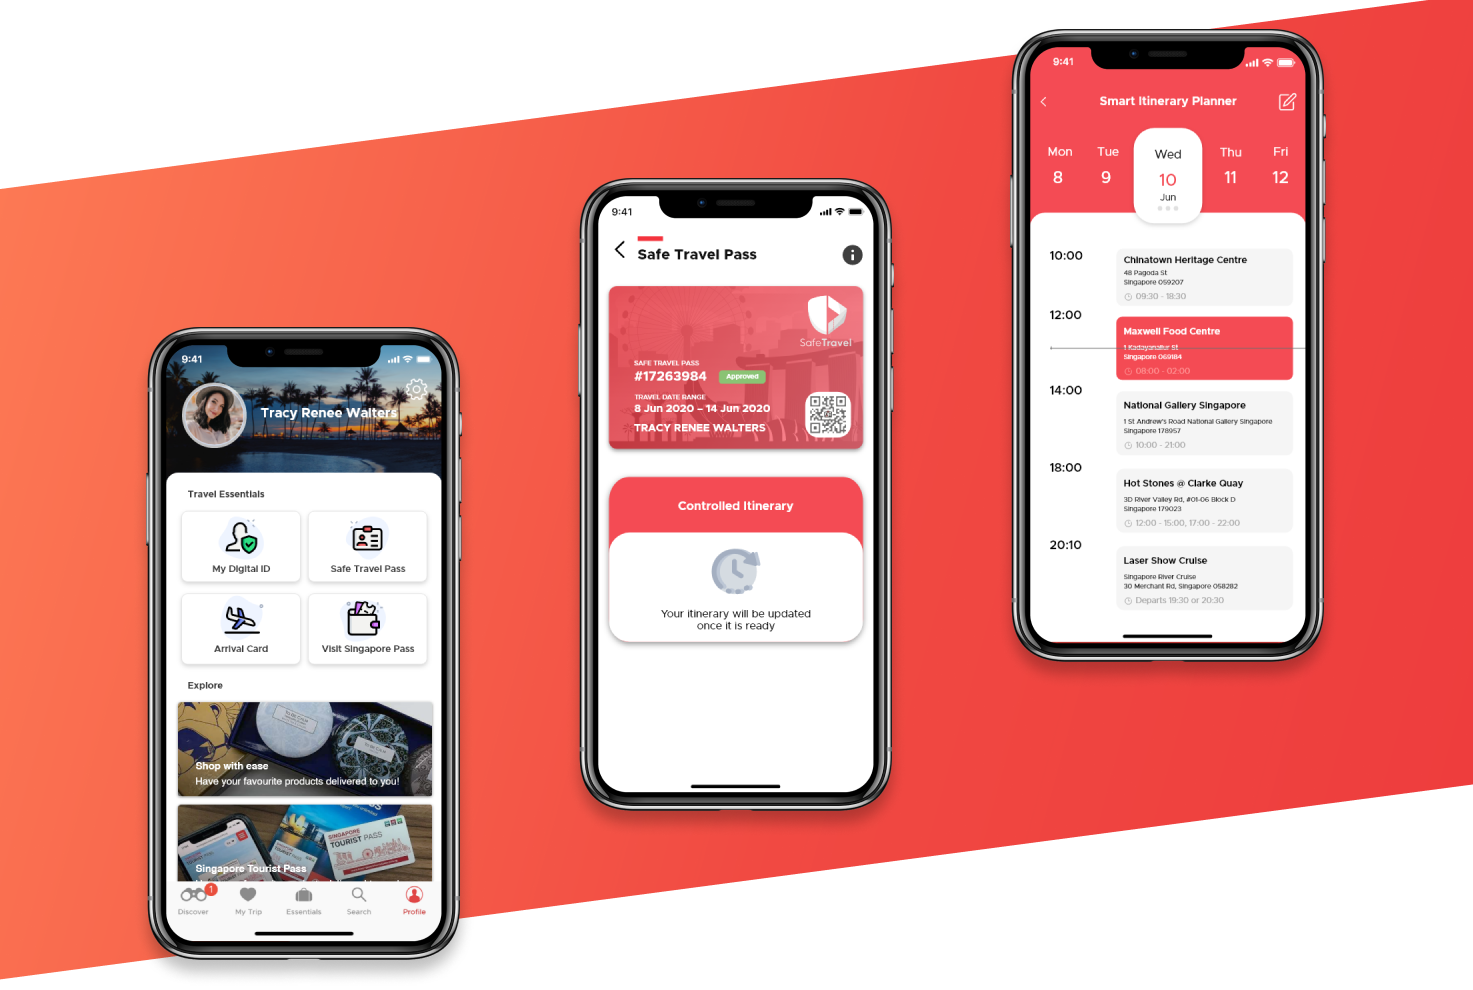 9:41
Tracy Renee Walters
Travel Essentials
My Digital ID
Safe Travel Pass
Arrival Card
Visit Singapore Pass
Explore
Shop with ease
Have your favourite products delivered to you!
SINGAPORE
TOURIST PASS
Singapore Tourist Pass
1
Discover
My Trip
Essentials
Search
Profile
9:41
Safe Travel Pass
SafeTravel
SAFE TRAVEL PASS
#17263984
Approved
TRAVEL DATE RANGE
8 Jun 2020 – 14 Jun 2020
TRACY RENEE WALTERS
Controlled Itinerary
Your itinerary will be updated
once it is ready
9:41
Smart Itinerary Planner
Mon Tue Wed Thu Fri
8 9 10 11 12
Jun
10:00
Chinatown Heritage Centre
48 Pagoda St
Singapore 059207
09:30 - 18:30
12:00
Maxwell Food Centre
1 Kadayanallur St
Singapore 069184
08:00 - 02:00
14:00
National Gallery Singapore
1 St Andrew's Road National Gallery Singapore
Singapore 178957
10:00 - 21:00
18:00
Hot Stones @ Clarke Quay
3D River Valley Rd, #01-06 Block D
Singapore 179023
12:00 - 15:00, 17:00 - 22:00
20:10
Laser Show Cruise
Singapore River Cruise
30 Merchant Rd, Singapore 058282
Departs 19:30 or 20:30